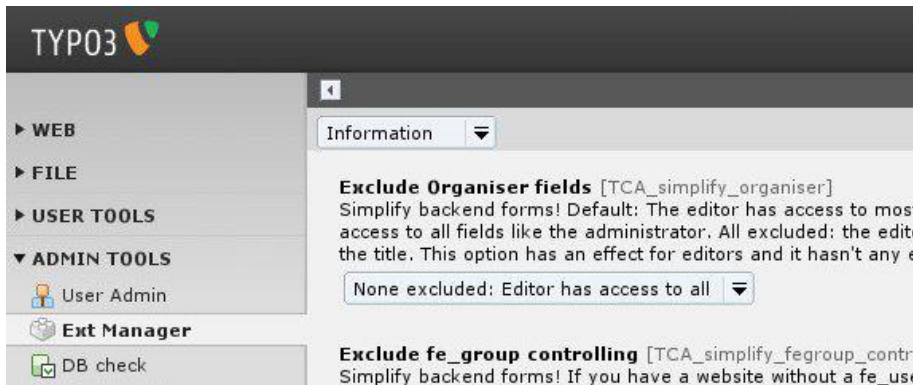 TYPO3
WEB
FILE
USER TOOLS
ADMIN TOOLS
User Admin
Ext Manager
DB check
Information
Exclude Organiser fields [TCA_simplify_organiser]
Simplify backend forms! Default: The editor has access to mos
access to all fields like the administrator. All excluded: the edit
the title. This option has an effect for editors and it hasn't any
None excluded: Editor has access to all
Exclude fe_group controlling [TCA_simplify_fegroup_contr
Simplify backend forms! If you have a website without a fe_use